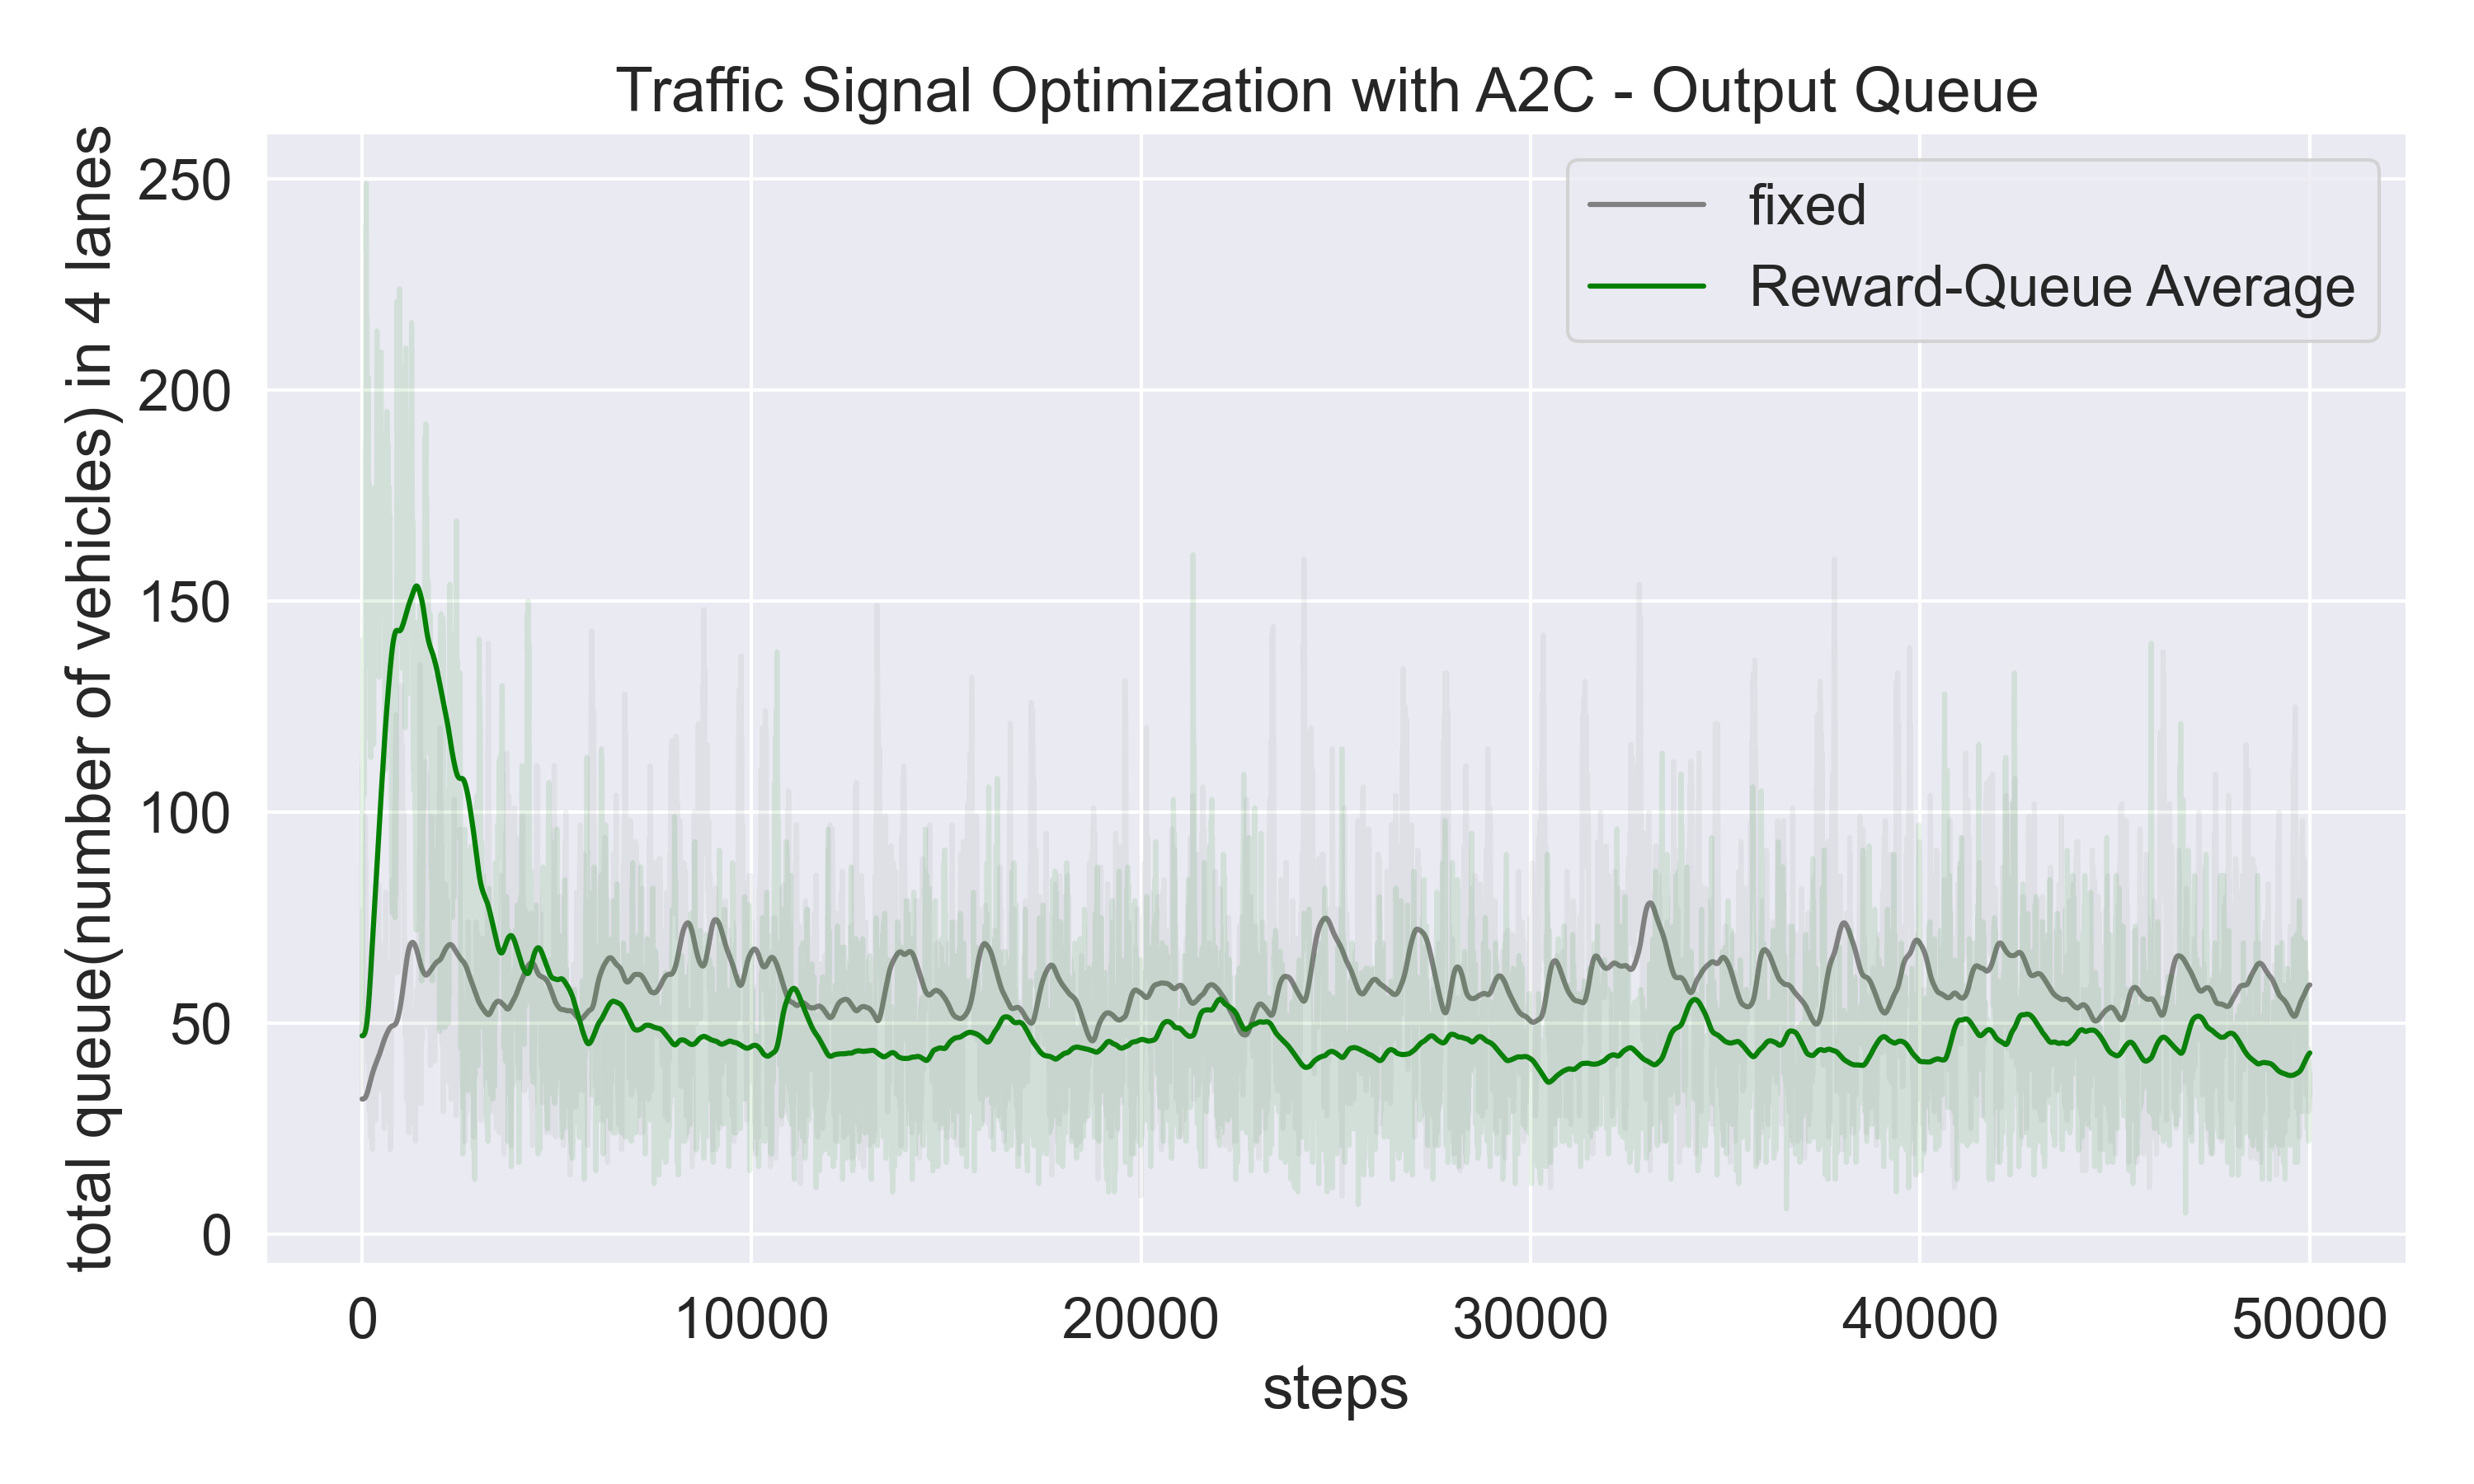 Traffic Signal Optimization with A2C - Output Queue
total queue(number of vehicles) in 4 lanes
250
200
150
100
50
0
fixed
Reward-Queue Average
0 10000 20000 30000 40000 50000
steps